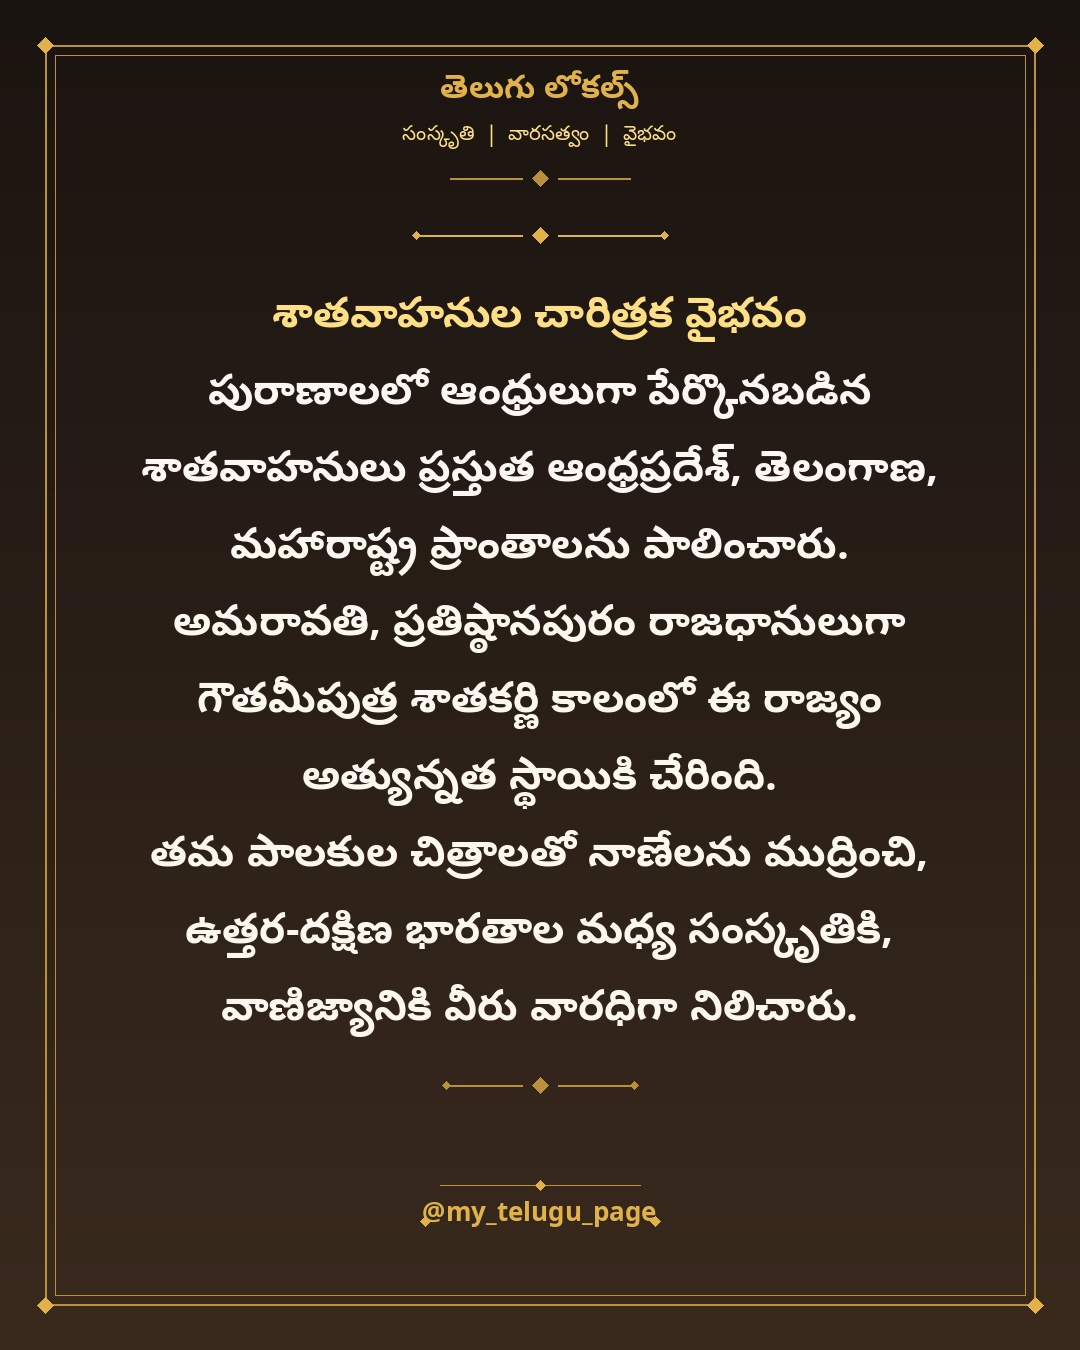 తెలుగు లోకల్స్
సంస్కృతి | వారసత్వం | వైభవం
శాతవాహనుల చారిత్రక వైభవం
పురాణాలలో ఆంధ్రులుగా పేర్కొనబడిన
శాతవాహనులు ప్రస్తుత ఆంధ్రప్రదేశ్, తెలంగాణ,
మహారాష్ట్ర ప్రాంతాలను పాలించారు.
అమరావతి, ప్రతిష్ఠానపురం రాజధానులుగా
గౌతమీపుత్ర శాతకర్ణి కాలంలో ఈ రాజ్యం
అత్యున్నత స్థాయికి చేరింది.
తమ పాలకుల చిత్రాలతో నాణేలను ముద్రించి,
ఉత్తర-దక్షిణ భారతాల మధ్య సంస్కృతికి,
వాణిజ్యానికి వీరు వారధిగా నిలిచారు.
@my_telugu_page